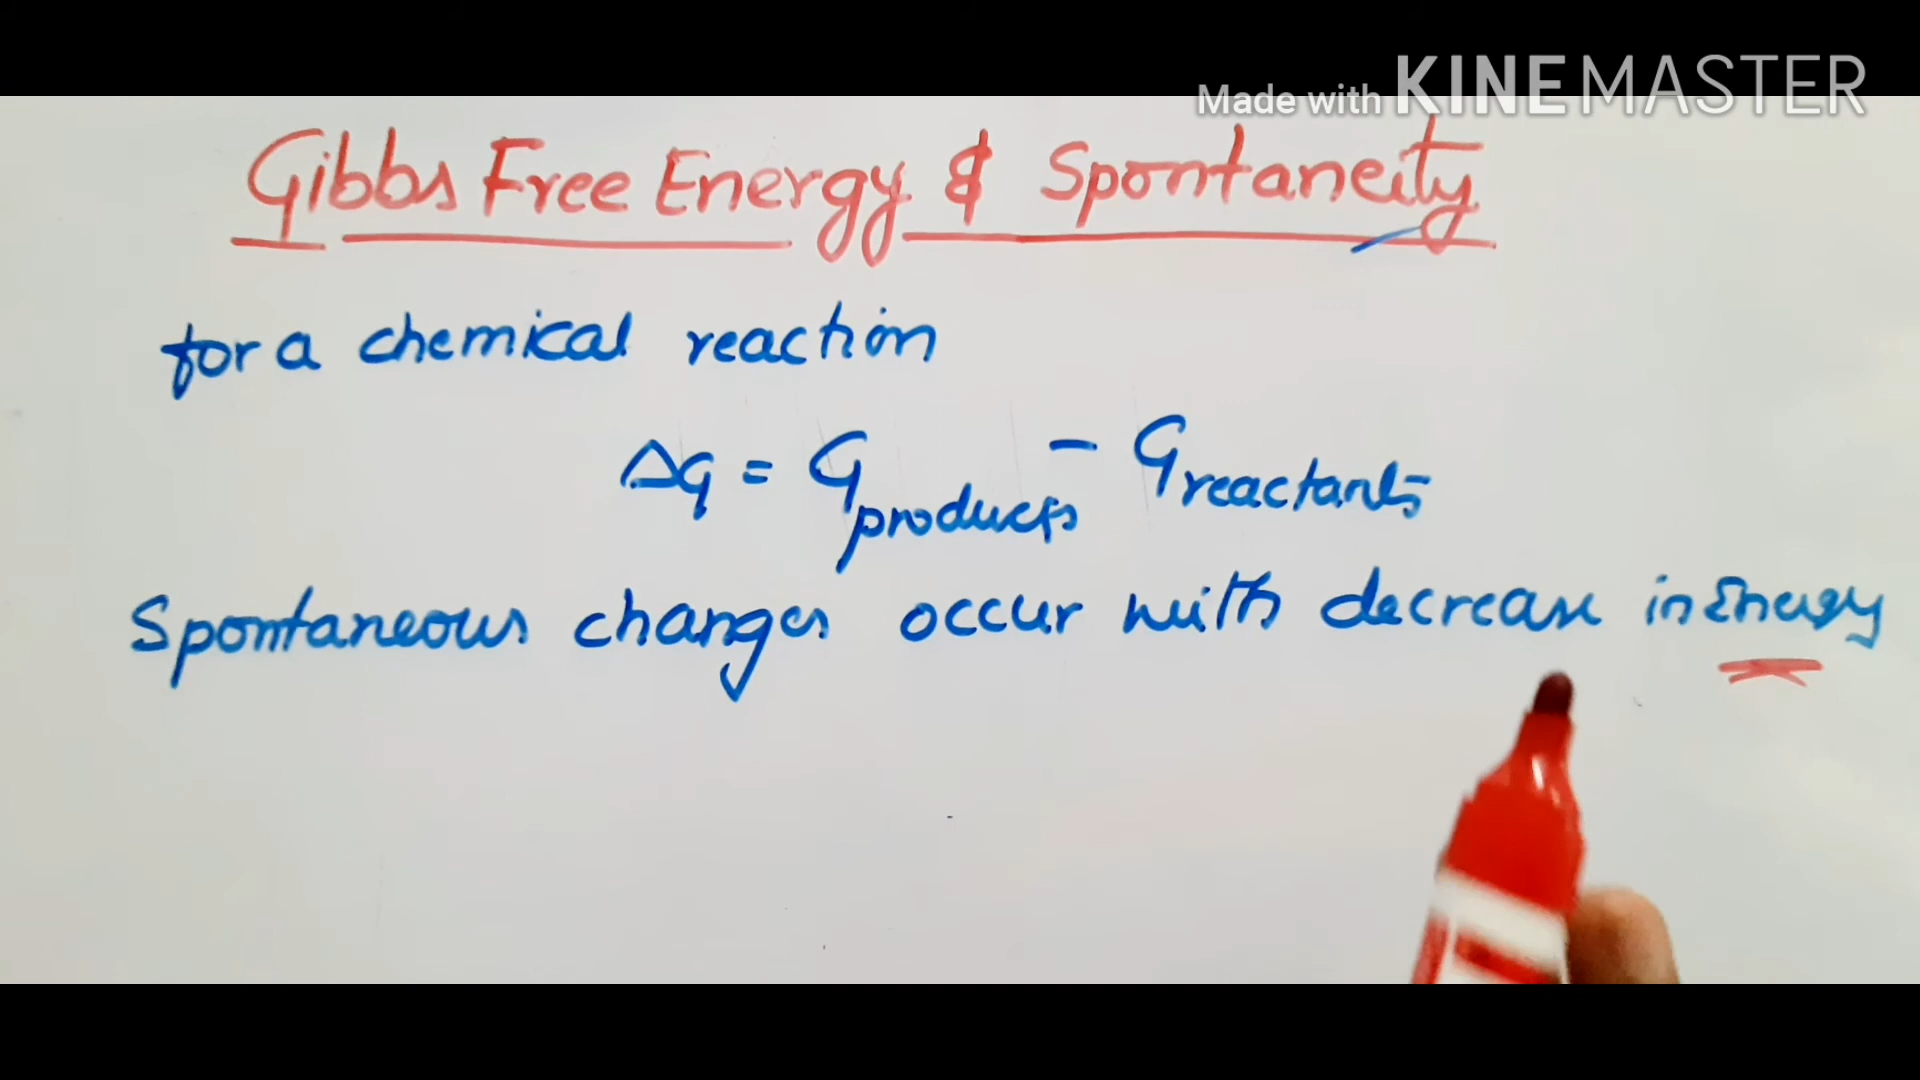 Made with KINEMASTER
Gibbs Free Energy & Spontaneity
for a chemical reaction
ΔG = Gproducts - Greactants
Spontaneous changes occur with decrease in Energy